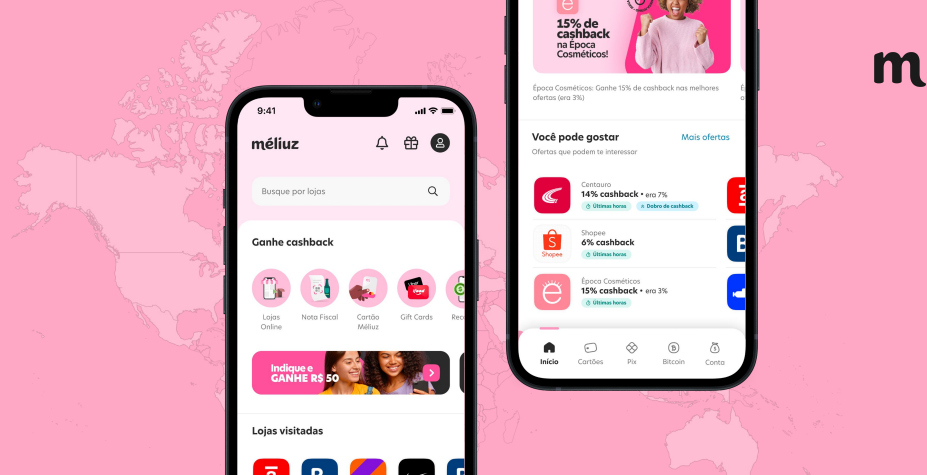 9:41
méliuz
Busque por lojas
Ganhe cashback
Lojas
Online
Nota Fiscal
Cartão
Méliuz
Gift Cards
Indique e
GANHE R$ 50
Lojas visitadas
15% de
cashback
na Época
Cosméticos!
Época Cosméticos: Ganhe 15% de cashback nas melhores
ofertas (era 3%)
Você pode gostar
Mais ofertas
Ofertas que podem te interessar
Centauro
14% cashback • era 7%
Últimas horas
Dobro de cashback
Shopee
6% cashback
Últimas horas
Shopee
Época Cosméticos
15% cashback • era 3%
Últimas horas
Início
Cartões
Pix
Bitcoin
Conta
m